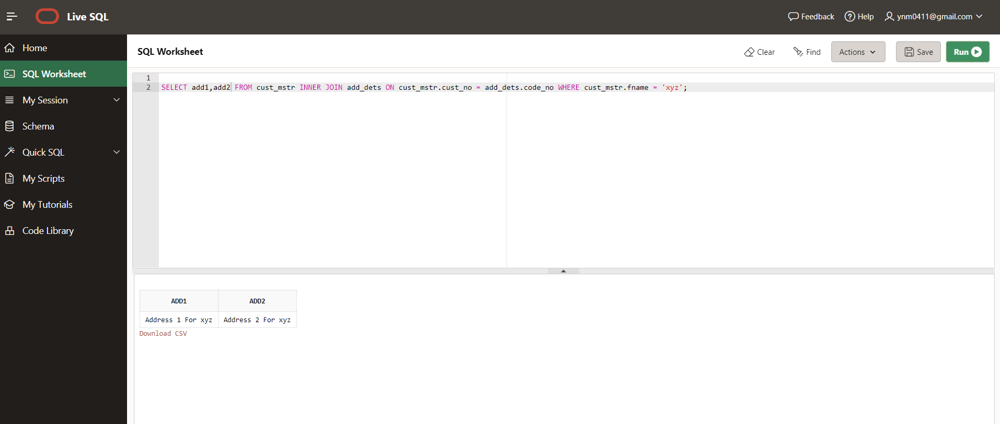 Live SQL
Feedback Help ynm0411@gmail.com
Home
SQL Worksheet
My Session
Schema
Quick SQL
My Scripts
My Tutorials
Code Library
SQL Worksheet
Clear Find Actions Save Run
1
2 SELECT add1,add2 FROM cust_mstr INNER JOIN add_dets ON cust_mstr.cust_no = add_dets.code_no WHERE cust_mstr.fname = 'xyz';
ADD1 ADD2
Address 1 For xyz Address 2 For xyz
Download CSV